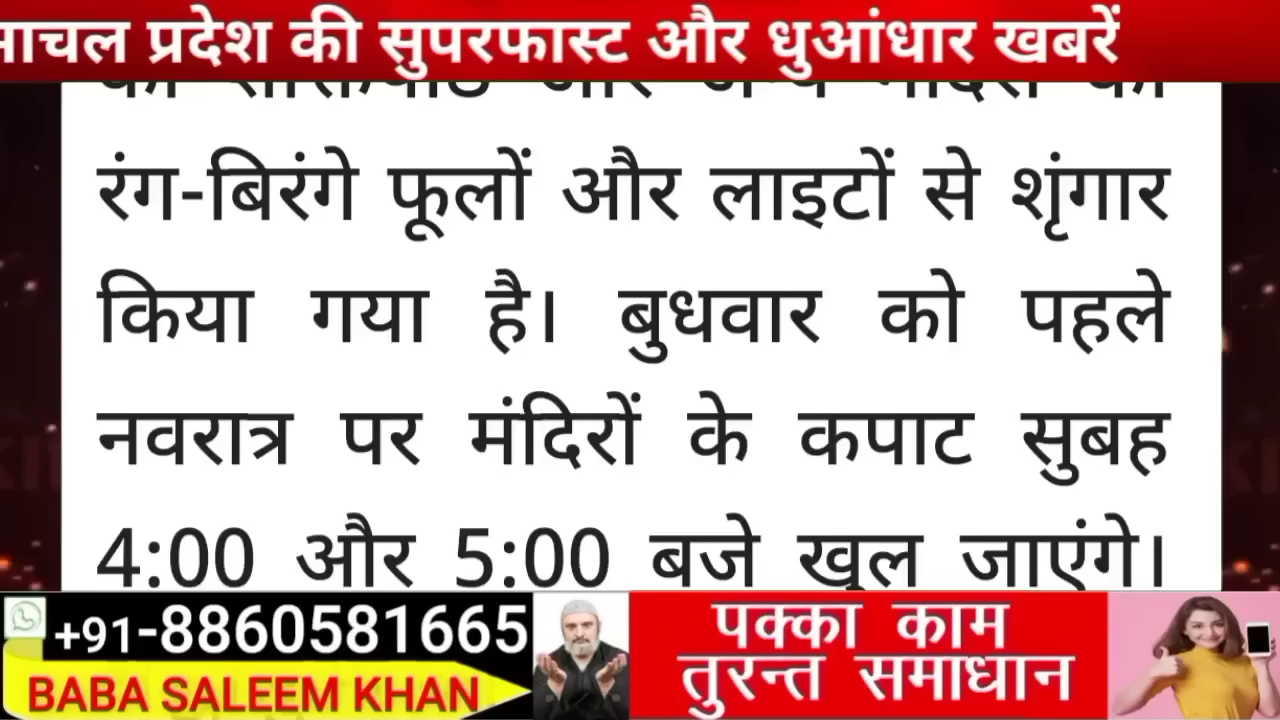 प्रदेश की सुपरफास्ट और धुआंधार खबरें
रंग-बिरंगे फूलों और लाइटों से शृंगार
किया गया है। बुधवार को पहले
नवरात्र पर मंदिरों के कपाट सुबह
4:00 और 5:00 बजे खुल जाएंगे।
+91-8860581665
BABA SALEEM KHAN
पक्का काम
तुरन्त समाधान